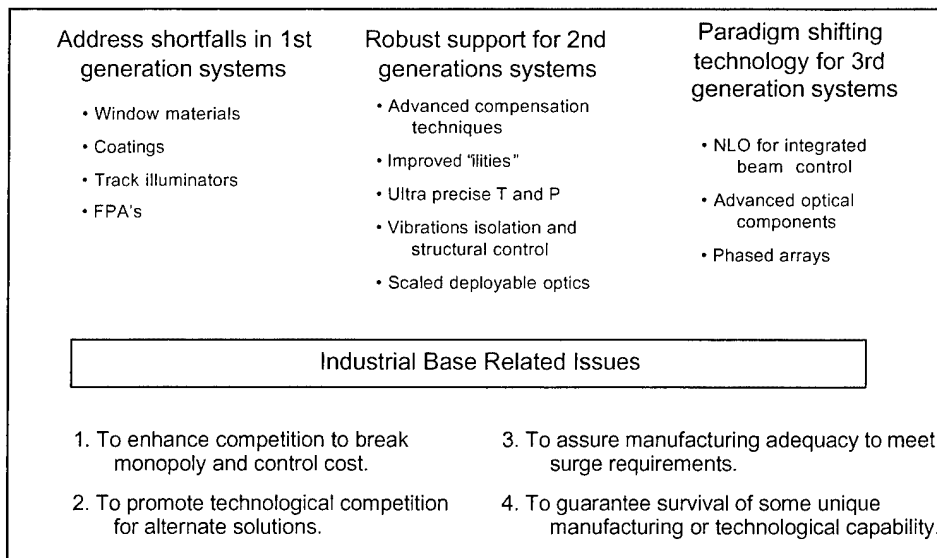 Address shortfalls in 1st
generation systems
• Window materials
• Coatings
• Track illuminators
• FPA's
Robust support for 2nd
generations systems
• Advanced compensation
techniques
• Improved "ilities"
• Ultra precise T and P
• Vibrations isolation and
structural control
• Scaled deployable optics
Paradigm shifting
technology for 3rd
generation systems
• NLO for integrated
beam control
• Advanced optical
components
• Phased arrays
Industrial Base Related Issues
1. To enhance competition to break
monopoly and control cost.
2. To promote technological competition
for alternate solutions.
3. To assure manufacturing adequacy to meet
surge requirements.
4. To guarantee survival of some unique
manufacturing or technological capability.